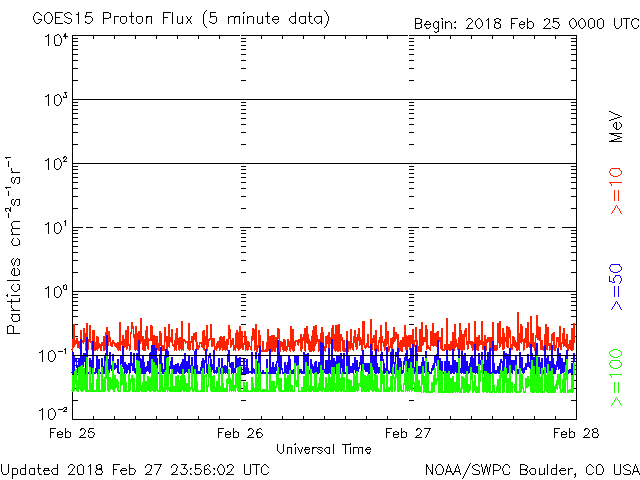 GOES15 Proton Flux (5 minute data)
Begin: 2018 Feb 25 0000 UTC
Particles cm⁻²s⁻¹sr⁻¹
10⁴
10³
10²
10¹
10⁰
10⁻¹
10⁻²
MeV
>=10
>=50
>=100
Feb 25
Feb 26
Feb 27
Feb 28
Universal Time
Updated 2018 Feb 27 23:56:02 UTC
NOAA/SWPC Boulder, CO USA